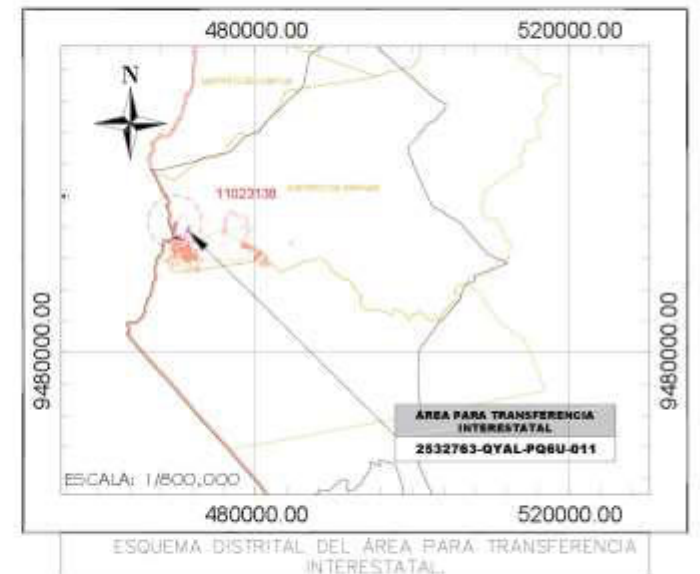 480000.00 520000.00
N
11023138
9480000.00
9480000.00
ÁREA PARA TRANSFERENCIA
INTERESTATAL
2532763-QYAL-PQ6U-011
ESCALA: 1/800,000
480000.00 520000.00
ESQUEMA DISTRITAL DEL ÁREA PARA TRANSFERENCIA
INTERESTATAL.